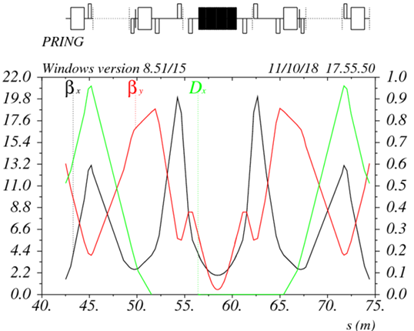 PRING
Windows version 8.51/15 11/10/18 17.55.50
22.0 βx βy Dx 1.0
19.8 0.9
17.6 0.8
15.4 0.7
13.2 0.6
11.0 0.5
8.8 0.4
6.6 0.3
4.4 0.2
2.2 0.1
0.0 0.0
40. 45. 50. 55. 60. 65. 70. 75.
s (m)